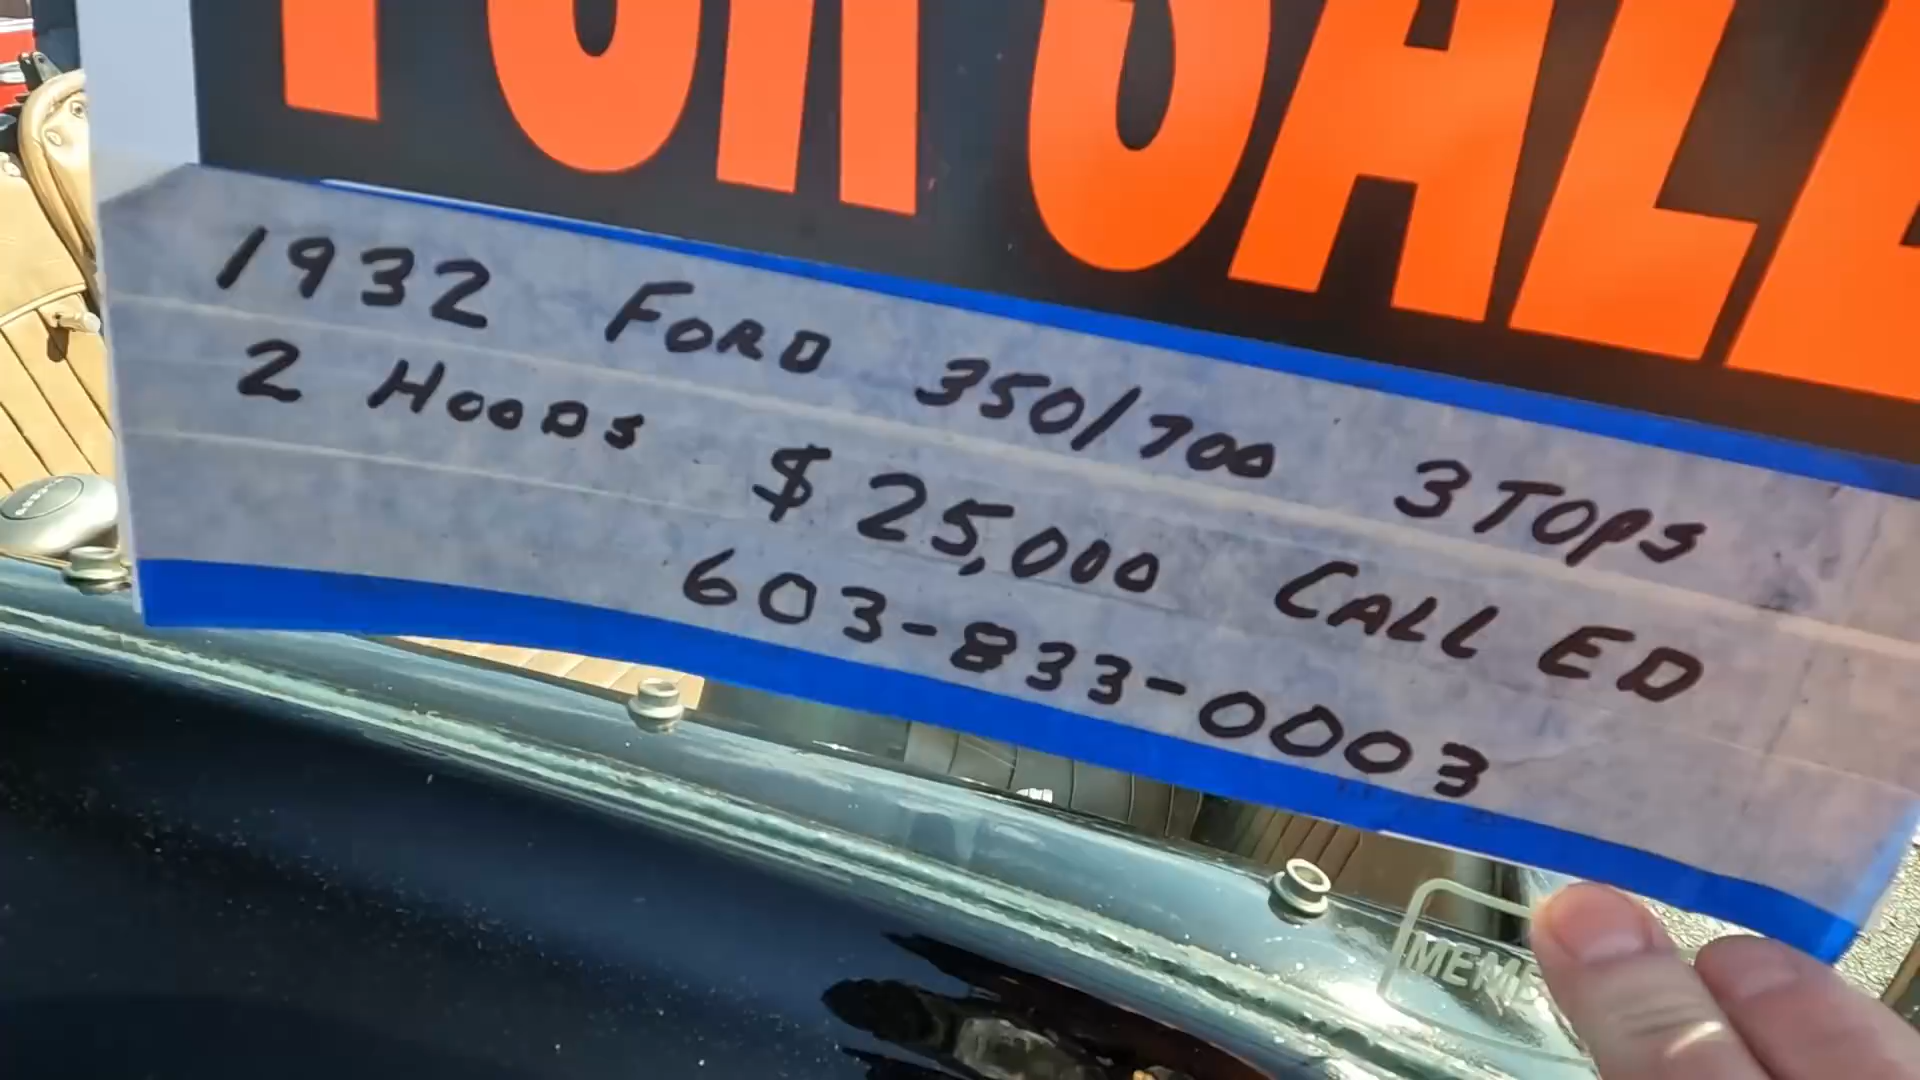 FOR SALE
1932 FORD 350/700 3 TOPS
2 HOODS $25,000 CALL ED
603-833-0003